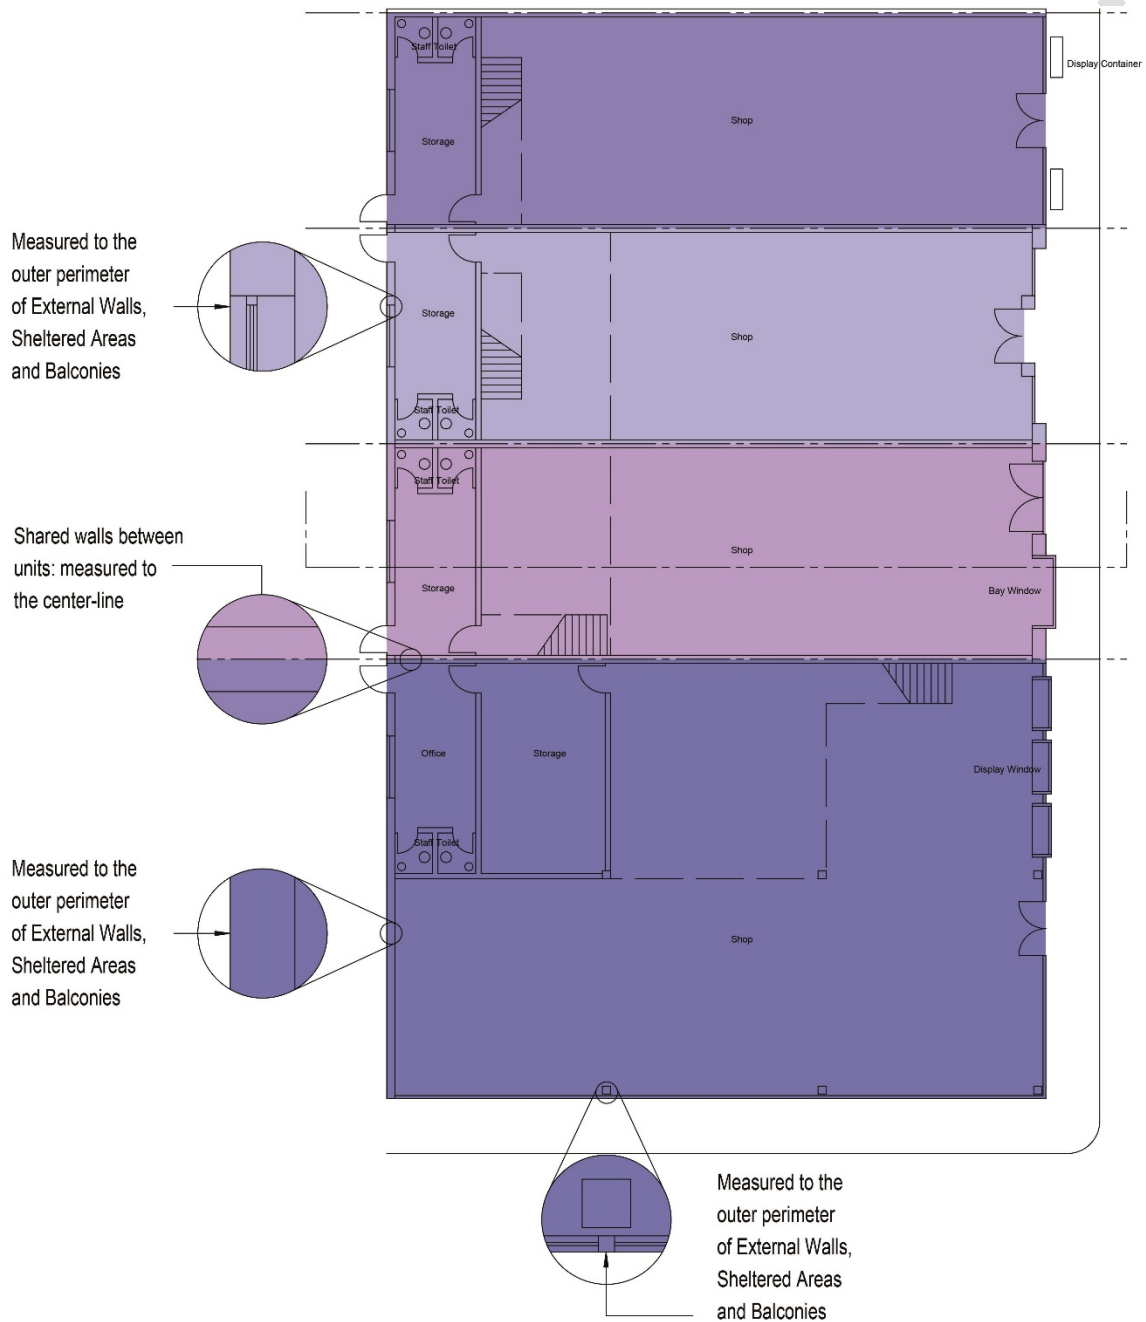 Staff Toilet
Display Container
Shop
Storage
Measured to the
outer perimeter
of External Walls,
Sheltered Areas
and Balconies
Storage
Shop
Staff Toilet
Staff Toilet
Shared walls between
units: measured to
the center-line
Shop
Storage
Bay Window
Office
Storage
Display Window
Staff Toilet
Measured to the
outer perimeter
of External Walls,
Sheltered Areas
and Balconies
Shop
Measured to the
outer perimeter
of External Walls,
Sheltered Areas
and Balconies